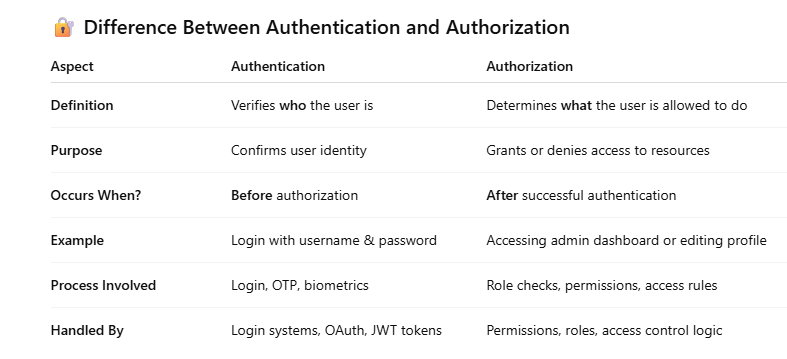 🔐 Difference Between Authentication and Authorization
Aspect Authentication Authorization
Definition Verifies who the user is Determines what the user is allowed to do
Purpose Confirms user identity Grants or denies access to resources
Occurs When? Before authorization After successful authentication
Example Login with username & password Accessing admin dashboard or editing profile
Process Involved Login, OTP, biometrics Role checks, permissions, access rules
Handled By Login systems, OAuth, JWT tokens Permissions, roles, access control logic